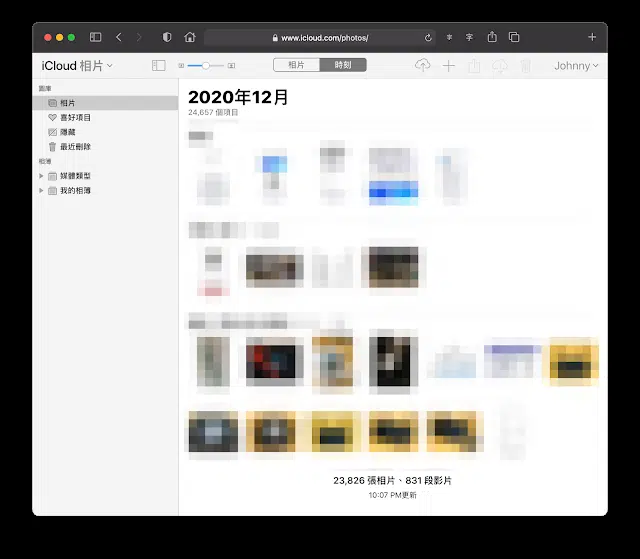 www.icloud.com/photos/
iCloud 相片
相片
時刻
Johnny
圖庫
相片
喜好項目
隱藏
最近刪除
相簿
媒體類型
我的相簿
2020年12月
24,657 個項目
23,826 張相片、831 段影片
10:07 PM更新